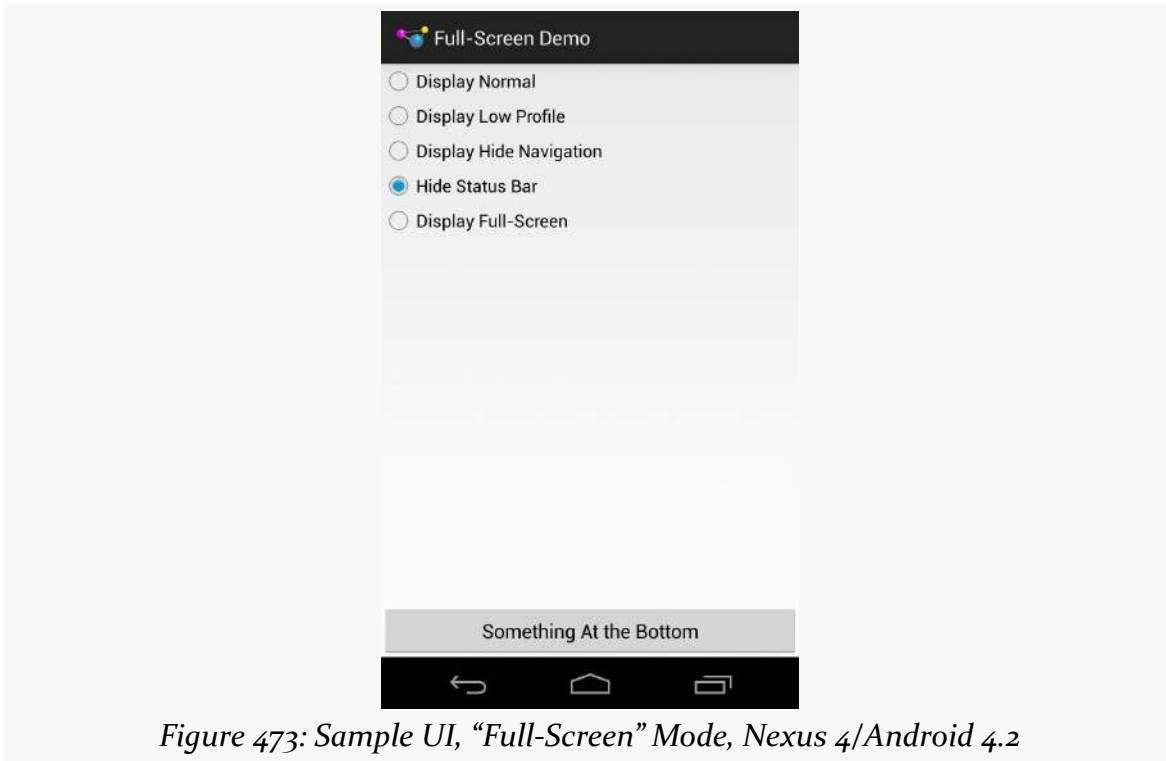 Full-Screen Demo
Display Normal
Display Low Profile
Display Hide Navigation
Hide Status Bar
Display Full-Screen
Something At the Bottom
Figure 473: Sample UI, “Full-Screen” Mode, Nexus 4/Android 4.2